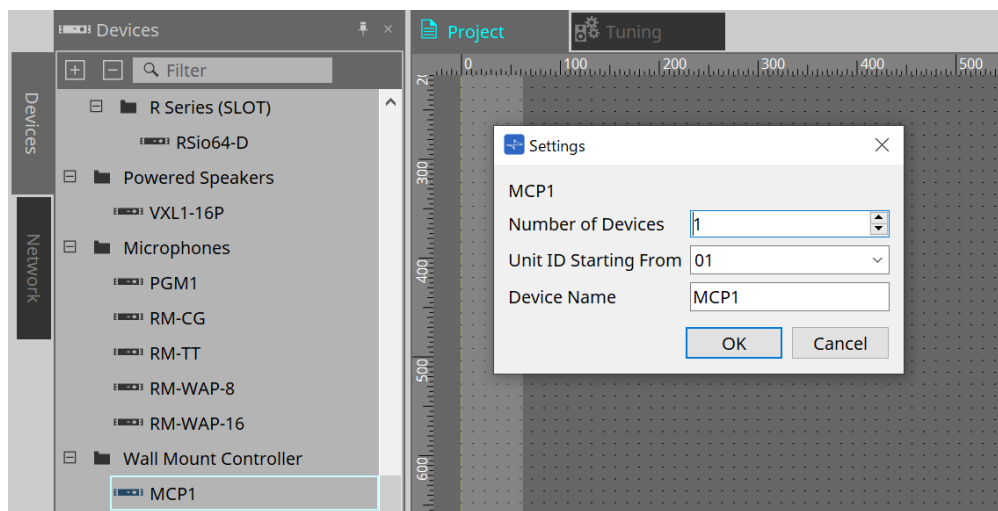 Devices
Filter
R Series (SLOT)
RSio64-D
Powered Speakers
VXL1-16P
Microphones
PGM1
RM-CG
RM-TT
RM-WAP-8
RM-WAP-16
Wall Mount Controller
MCP1
Devices
Network
Project
Tuning
0 100 200 300 400 500
300
400
500
600
Settings
MCP1
Number of Devices 1
Unit ID Starting From 01
Device Name MCP1
OK Cancel